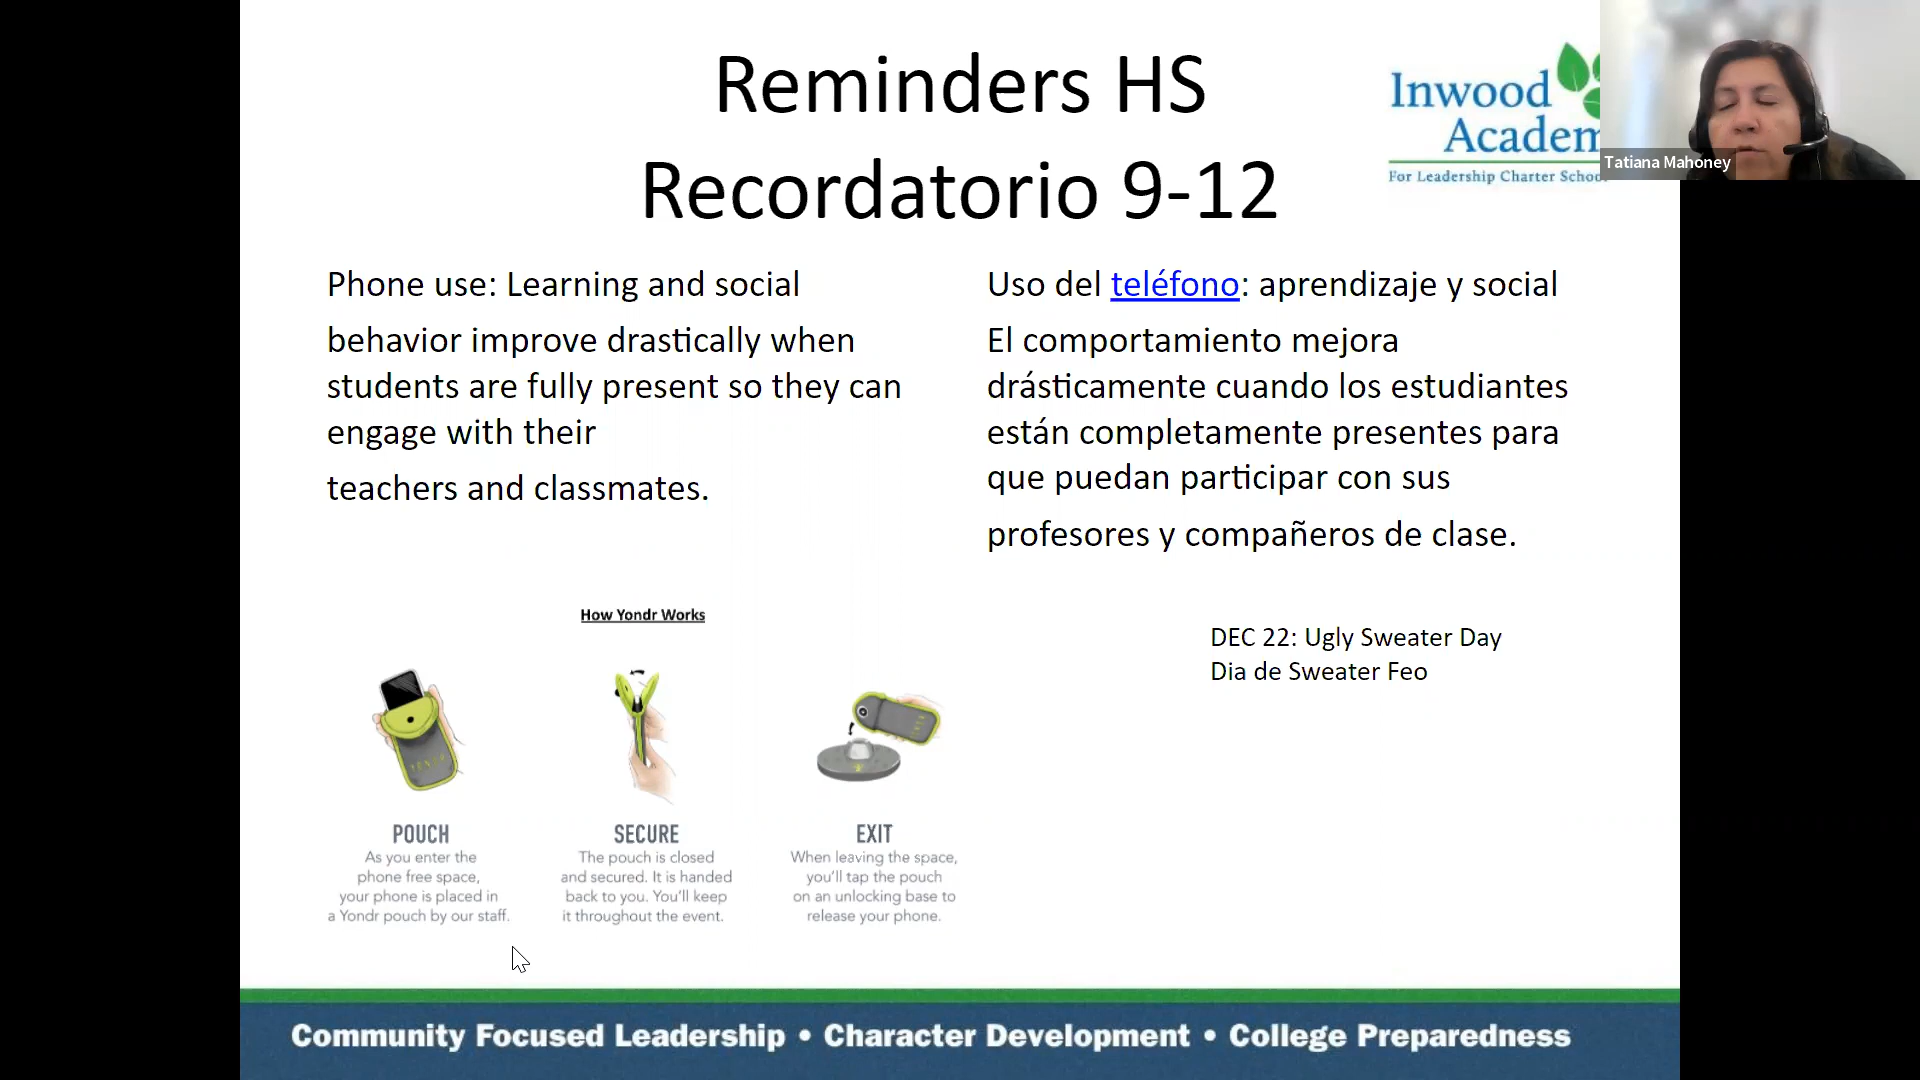 Reminders HS
Recordatorio 9-12
Inwood
Academ
For Leadership Charter Schoo
Tatiana Mahoney
Phone use: Learning and social
behavior improve drastically when
students are fully present so they can
engage with their
teachers and classmates.
Uso del teléfono: aprendizaje y social
El comportamiento mejora
drásticamente cuando los estudiantes
están completamente presentes para
que puedan participar con sus
profesores y compañeros de clase.
How Yondr Works
DEC 22: Ugly Sweater Day
Dia de Sweater Feo
YONDR
POUCH
As you enter the
phone free space,
your phone is placed in
a Yondr pouch by our staff.
SECURE
The pouch is closed
and secured. It is handed
back to you. You'll keep
it throughout the event.
EXIT
When leaving the space,
you'll tap the pouch
on an unlocking base to
release your phone.
Community Focused Leadership • Character Development • College Preparedness